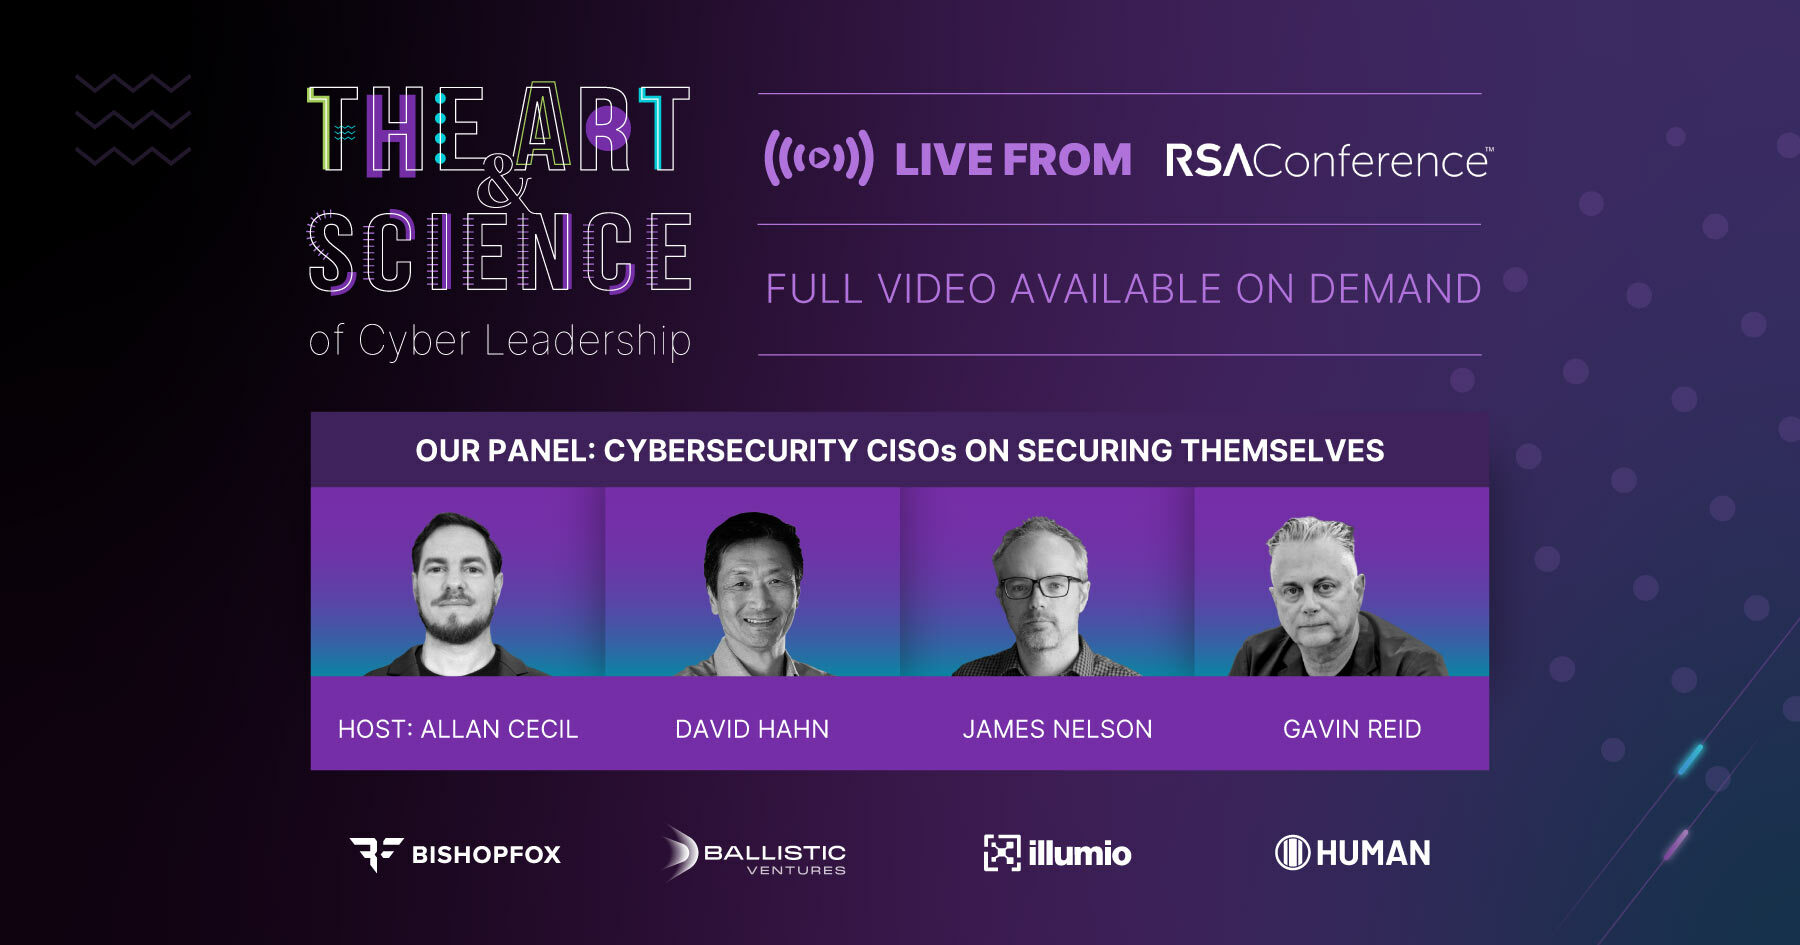 THE ART
&
SCIENCE
of Cyber Leadership
LIVE FROM RSAConference™
FULL VIDEO AVAILABLE ON DEMAND
OUR PANEL: CYBERSECURITY CISOs ON SECURING THEMSELVES
HOST: ALLAN CECIL
DAVID HAHN
JAMES NELSON
GAVIN REID
BISHOPFOX
BALLISTIC
VENTURES
illumio
HUMAN